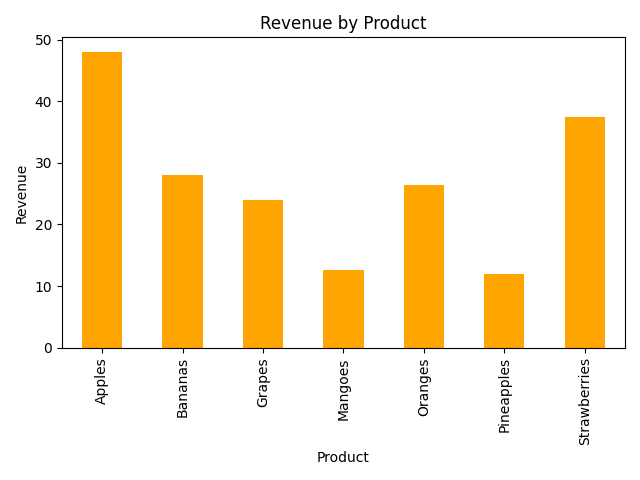 Revenue by Product
Revenue
50
40
30
20
10
0
Apples
Bananas
Grapes
Mangoes
Oranges
Pineapples
Strawberries
Product